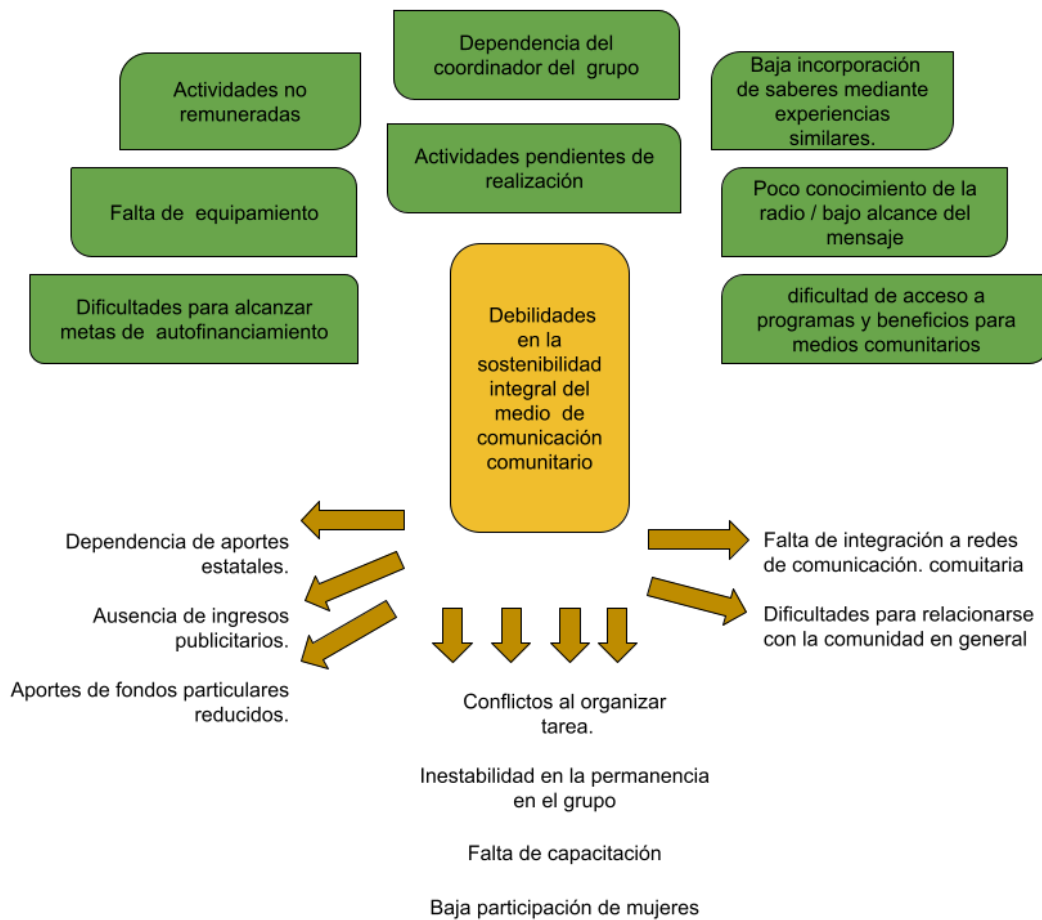 Dependencia del
coordinador del grupo
Actividades no
remuneradas
Baja incorporación
de saberes mediante
experiencias
similares.
Actividades pendientes de
realización
Falta de equipamiento
Poco conocimiento de la
radio / bajo alcance del
mensaje
Dificultades para alcanzar
metas de autofinanciamiento
dificultad de acceso a
programas y beneficios para
medios comunitarios
Debilidades
en la
sostenibilidad
integral del
medio de
comunicación
comunitario
Dependencia de aportes
estatales.
Ausencia de ingresos
publicitarios.
Aportes de fondos particulares
reducidos.
Falta de integración a redes
de comunicación. comuitaria
Dificultades para relacionarse
con la comunidad en general
Conflictos al organizar
tarea.
Inestabilidad en la permanencia
en el grupo
Falta de capacitación
Baja participación de mujeres